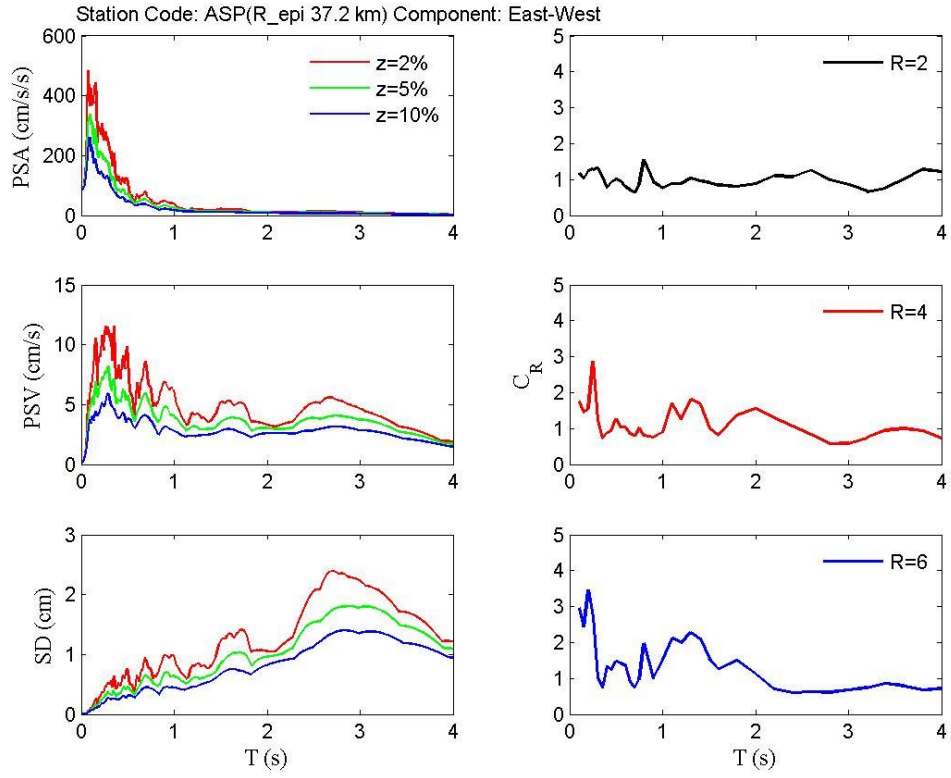 Station Code: ASP(R_epi 37.2 km) Component: East-West
600
400
200
0
PSA (cm/s/s)
z=2%
z=5%
z=10%
0 1 2 3 4
5
4
3
2
1
0
R=2
0 1 2 3 4
15
10
5
0
PSV (cm/s)
0 1 2 3 4
5
4
3
2
1
0
C_R
R=4
0 1 2 3 4
3
2
1
0
SD (cm)
0 1 2 3 4
T (s)
5
4
3
2
1
0
R=6
0 1 2 3 4
T (s)